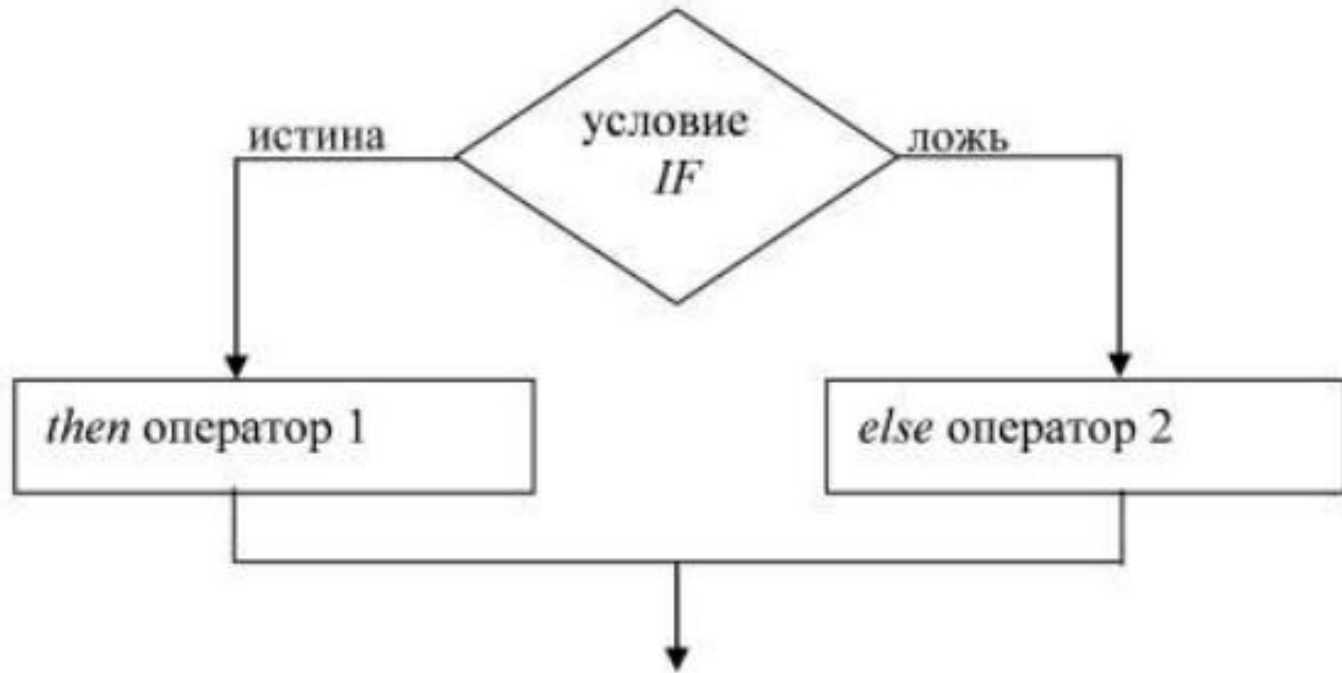 условие
IF
истина
ложь
then оператор 1
else оператор 2